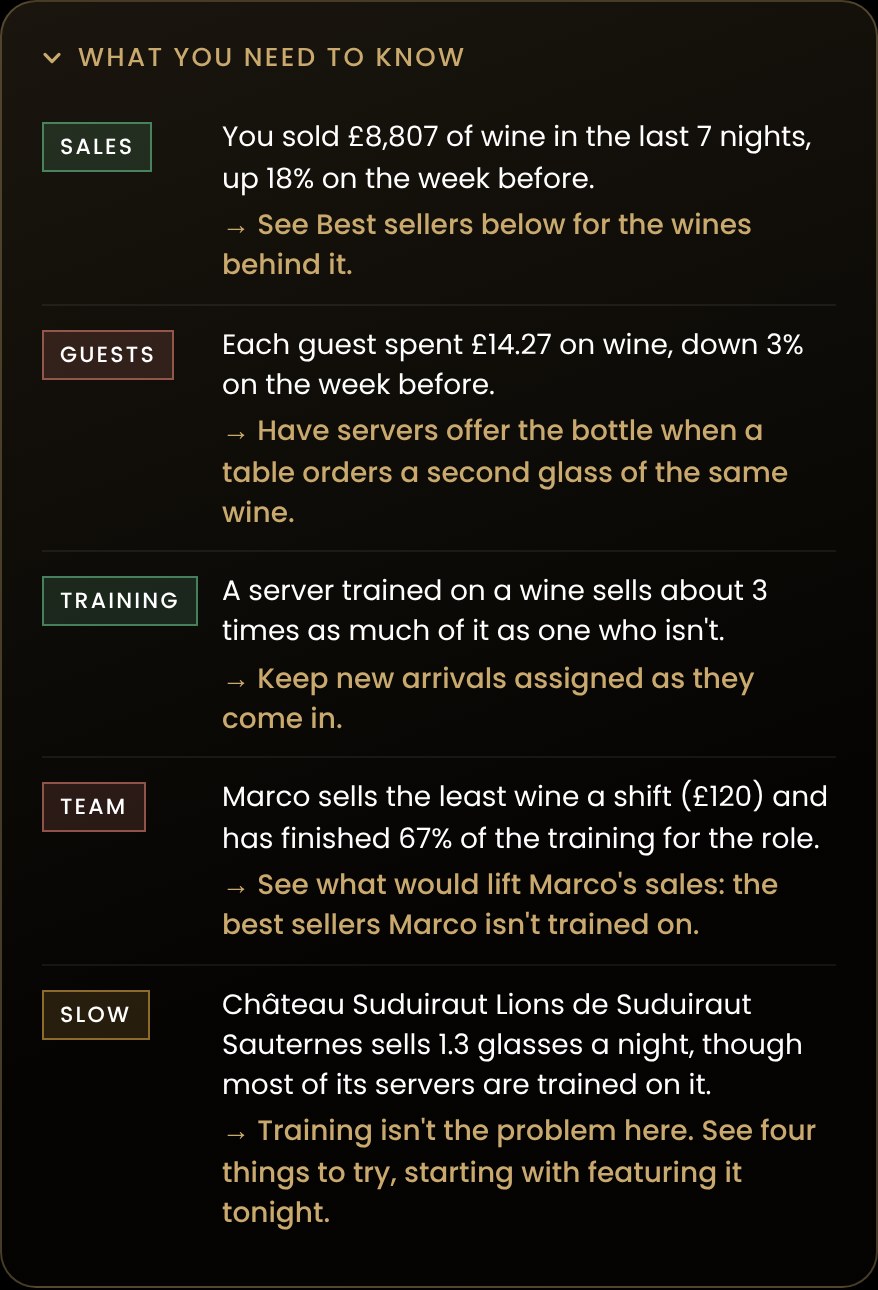 WHAT YOU NEED TO KNOW
SALES
You sold £8,807 of wine in the last 7 nights,
up 18% on the week before.
→ See Best sellers below for the wines
behind it.
GUESTS
Each guest spent £14.27 on wine, down 3%
on the week before.
→ Have servers offer the bottle when a
table orders a second glass of the same
wine.
TRAINING
A server trained on a wine sells about 3
times as much of it as one who isn't.
→ Keep new arrivals assigned as they
come in.
TEAM
Marco sells the least wine a shift (£120) and
has finished 67% of the training for the role.
→ See what would lift Marco's sales: the
best sellers Marco isn't trained on.
SLOW
Château Suduiraut Lions de Suduiraut
Sauternes sells 1.3 glasses a night, though
most of its servers are trained on it.
→ Training isn't the problem here. See four
things to try, starting with featuring it
tonight.